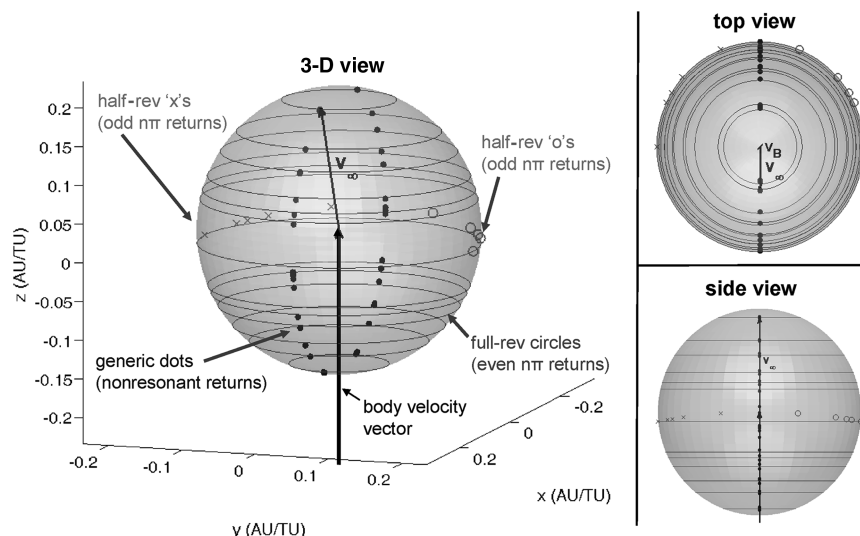 3-D view
half-rev 'x's
(odd nπ returns)
half-rev 'o's
(odd nπ returns)
V∞
0.2
0.15
0.1
0.05
0
-0.05
-0.1
-0.15
-0.2
z (AU/TU)
generic dots
(nonresonant returns)
full-rev circles
(even nπ returns)
body velocity
vector
-0.2
-0.1
0
0.1
0.2
y (AU/TU)
0.2
0
-0.2
x (AU/TU)
top view
VB
V∞
side view
V∞